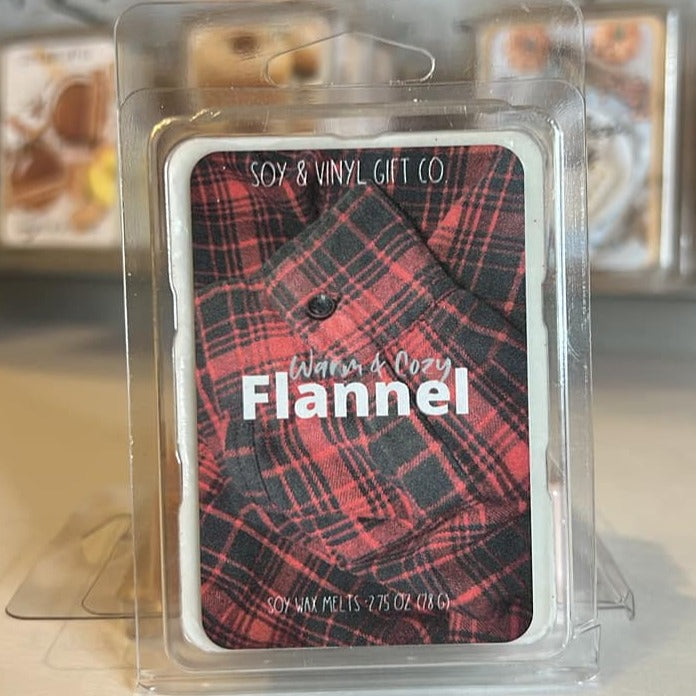 SOY & VINYL GIFT CO
Warm & Cozy
Flannel
SOY WAX MELTS 2.75 OZ (78 G)